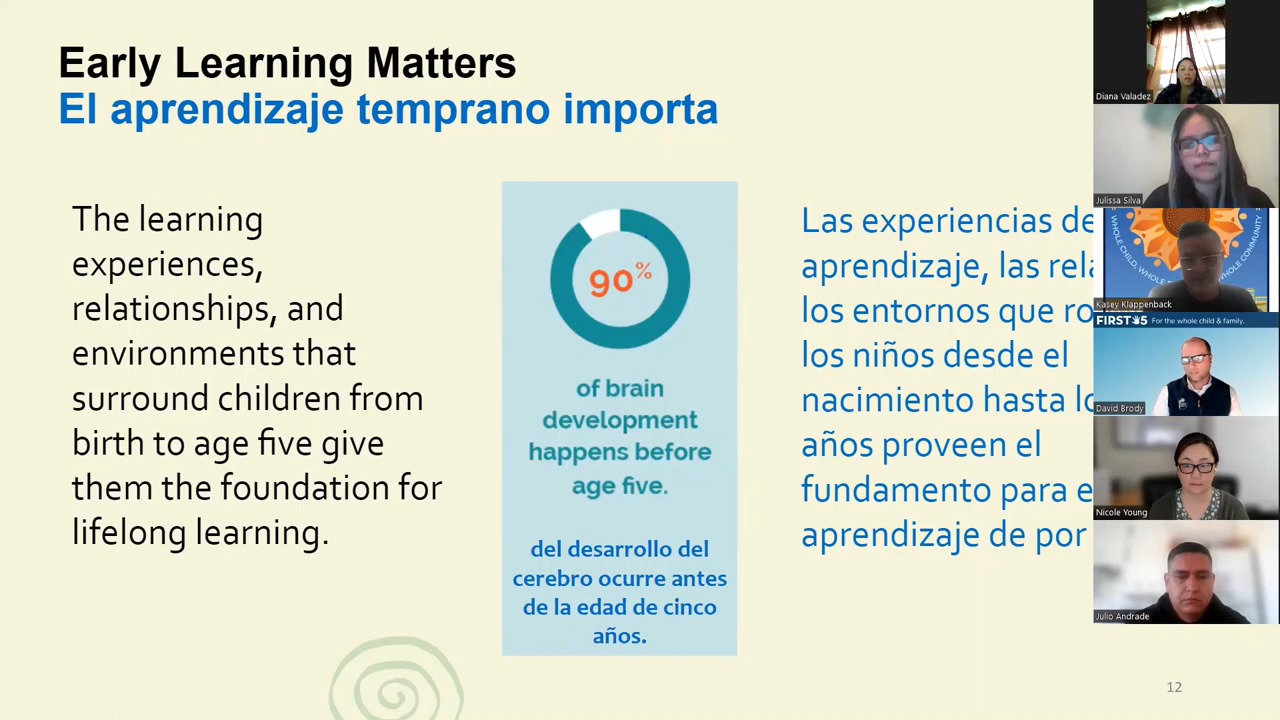 Early Learning Matters
El aprendizaje temprano importa
The learning
experiences,
relationships, and
environments that
surround children from
birth to age five give
them the foundation for
lifelong learning.
90%
of brain
development
happens before
age five.
del desarrollo del
cerebro ocurre antes
de la edad de cinco
años.
Las experiencias de
aprendizaje, las
los entornos que
los niños desde el
nacimiento hasta
años proveen el
fundamento para
aprendizaje de por
12
Diana Valadez
Julissa Silva
WHOLE CHILD, WHOLE COMMUNITY
Kasey Klappenback
FIRST 5 For the whole child & family.
David Brody
Nicole Young
Julio Andrade